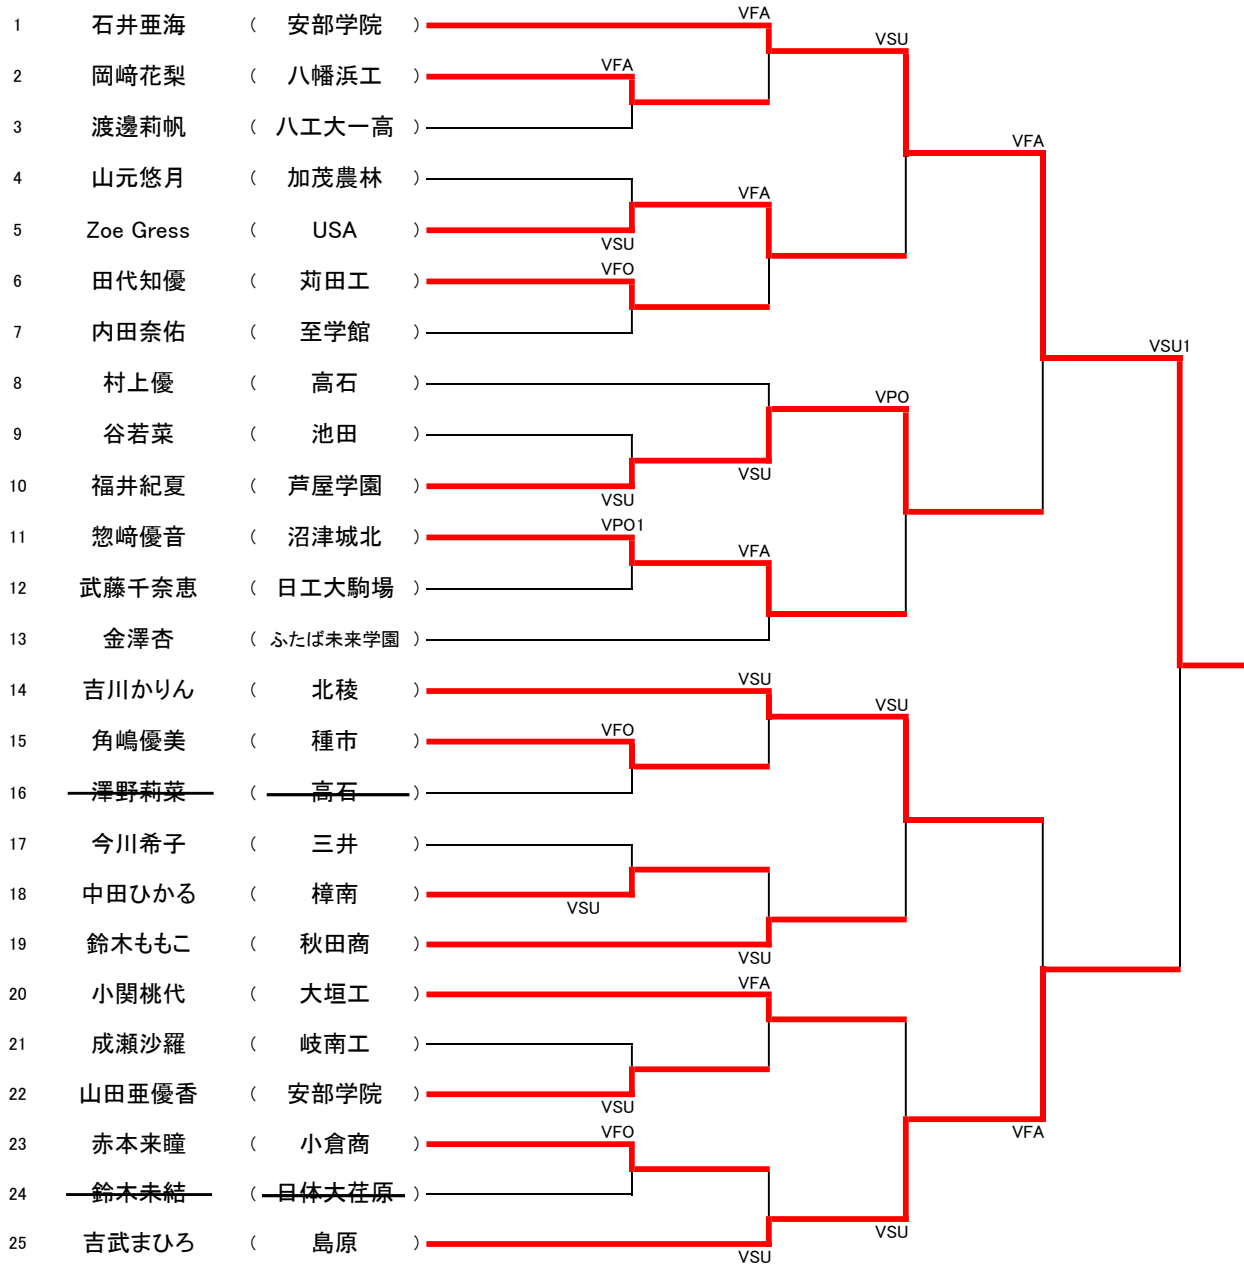 1 石井亜海 ( 安部学院 ) VFA
VSU
2 岡﨑花梨 ( 八幡浜工 ) VFA
3 渡邊莉帆 ( 八工大一高 )
VFA
4 山元悠月 ( 加茂農林 )
VFA
5 Zoe Gress ( USA )
VSU
6 田代知優 ( 苅田工 ) VFO
7 内田奈佑 ( 至学館 )
VSU1
8 村上優 ( 高石 )
VPO
9 谷若菜 ( 池田 )
VSU
10 福井紀夏 ( 芦屋学園 )
VSU
11 惣﨑優音 ( 沼津城北 ) VPO1
VFA
12 武藤千奈恵 ( 日工大駒場 )
13 金澤杏 ( ふたば未来学園 )
14 吉川かりん ( 北稜 ) VSU
VSU
15 角嶋優美 ( 種市 ) VFO
16 澤野莉菜 ( 高石 )
17 今川希子 ( 三井 )
18 中田ひかる ( 樟南 )
VSU
19 鈴木ももこ ( 秋田商 )
VSU
20 小関桃代 ( 大垣工 ) VFA
21 成瀬沙羅 ( 岐南工 )
22 山田亜優香 ( 安部学院 )
VSU
23 赤本来瞳 ( 小倉商 ) VFO
VFA
24 鈴木未結 ( 日体大荏原 )
VSU
25 吉武まひろ ( 島原 )
VSU